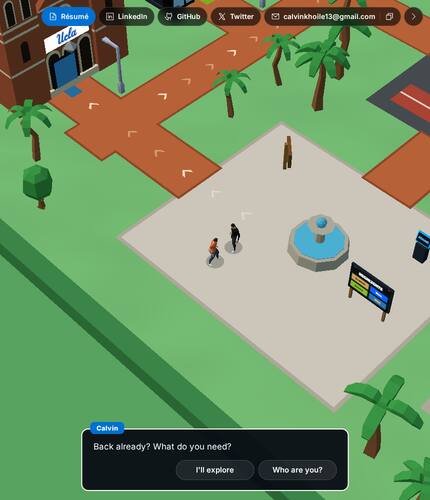 Résumé
LinkedIn
GitHub
Twitter
calvinkhoile13@gmail.com
Ucla
Calvin
Back already? What do you need?
I'll explore
Who are you?